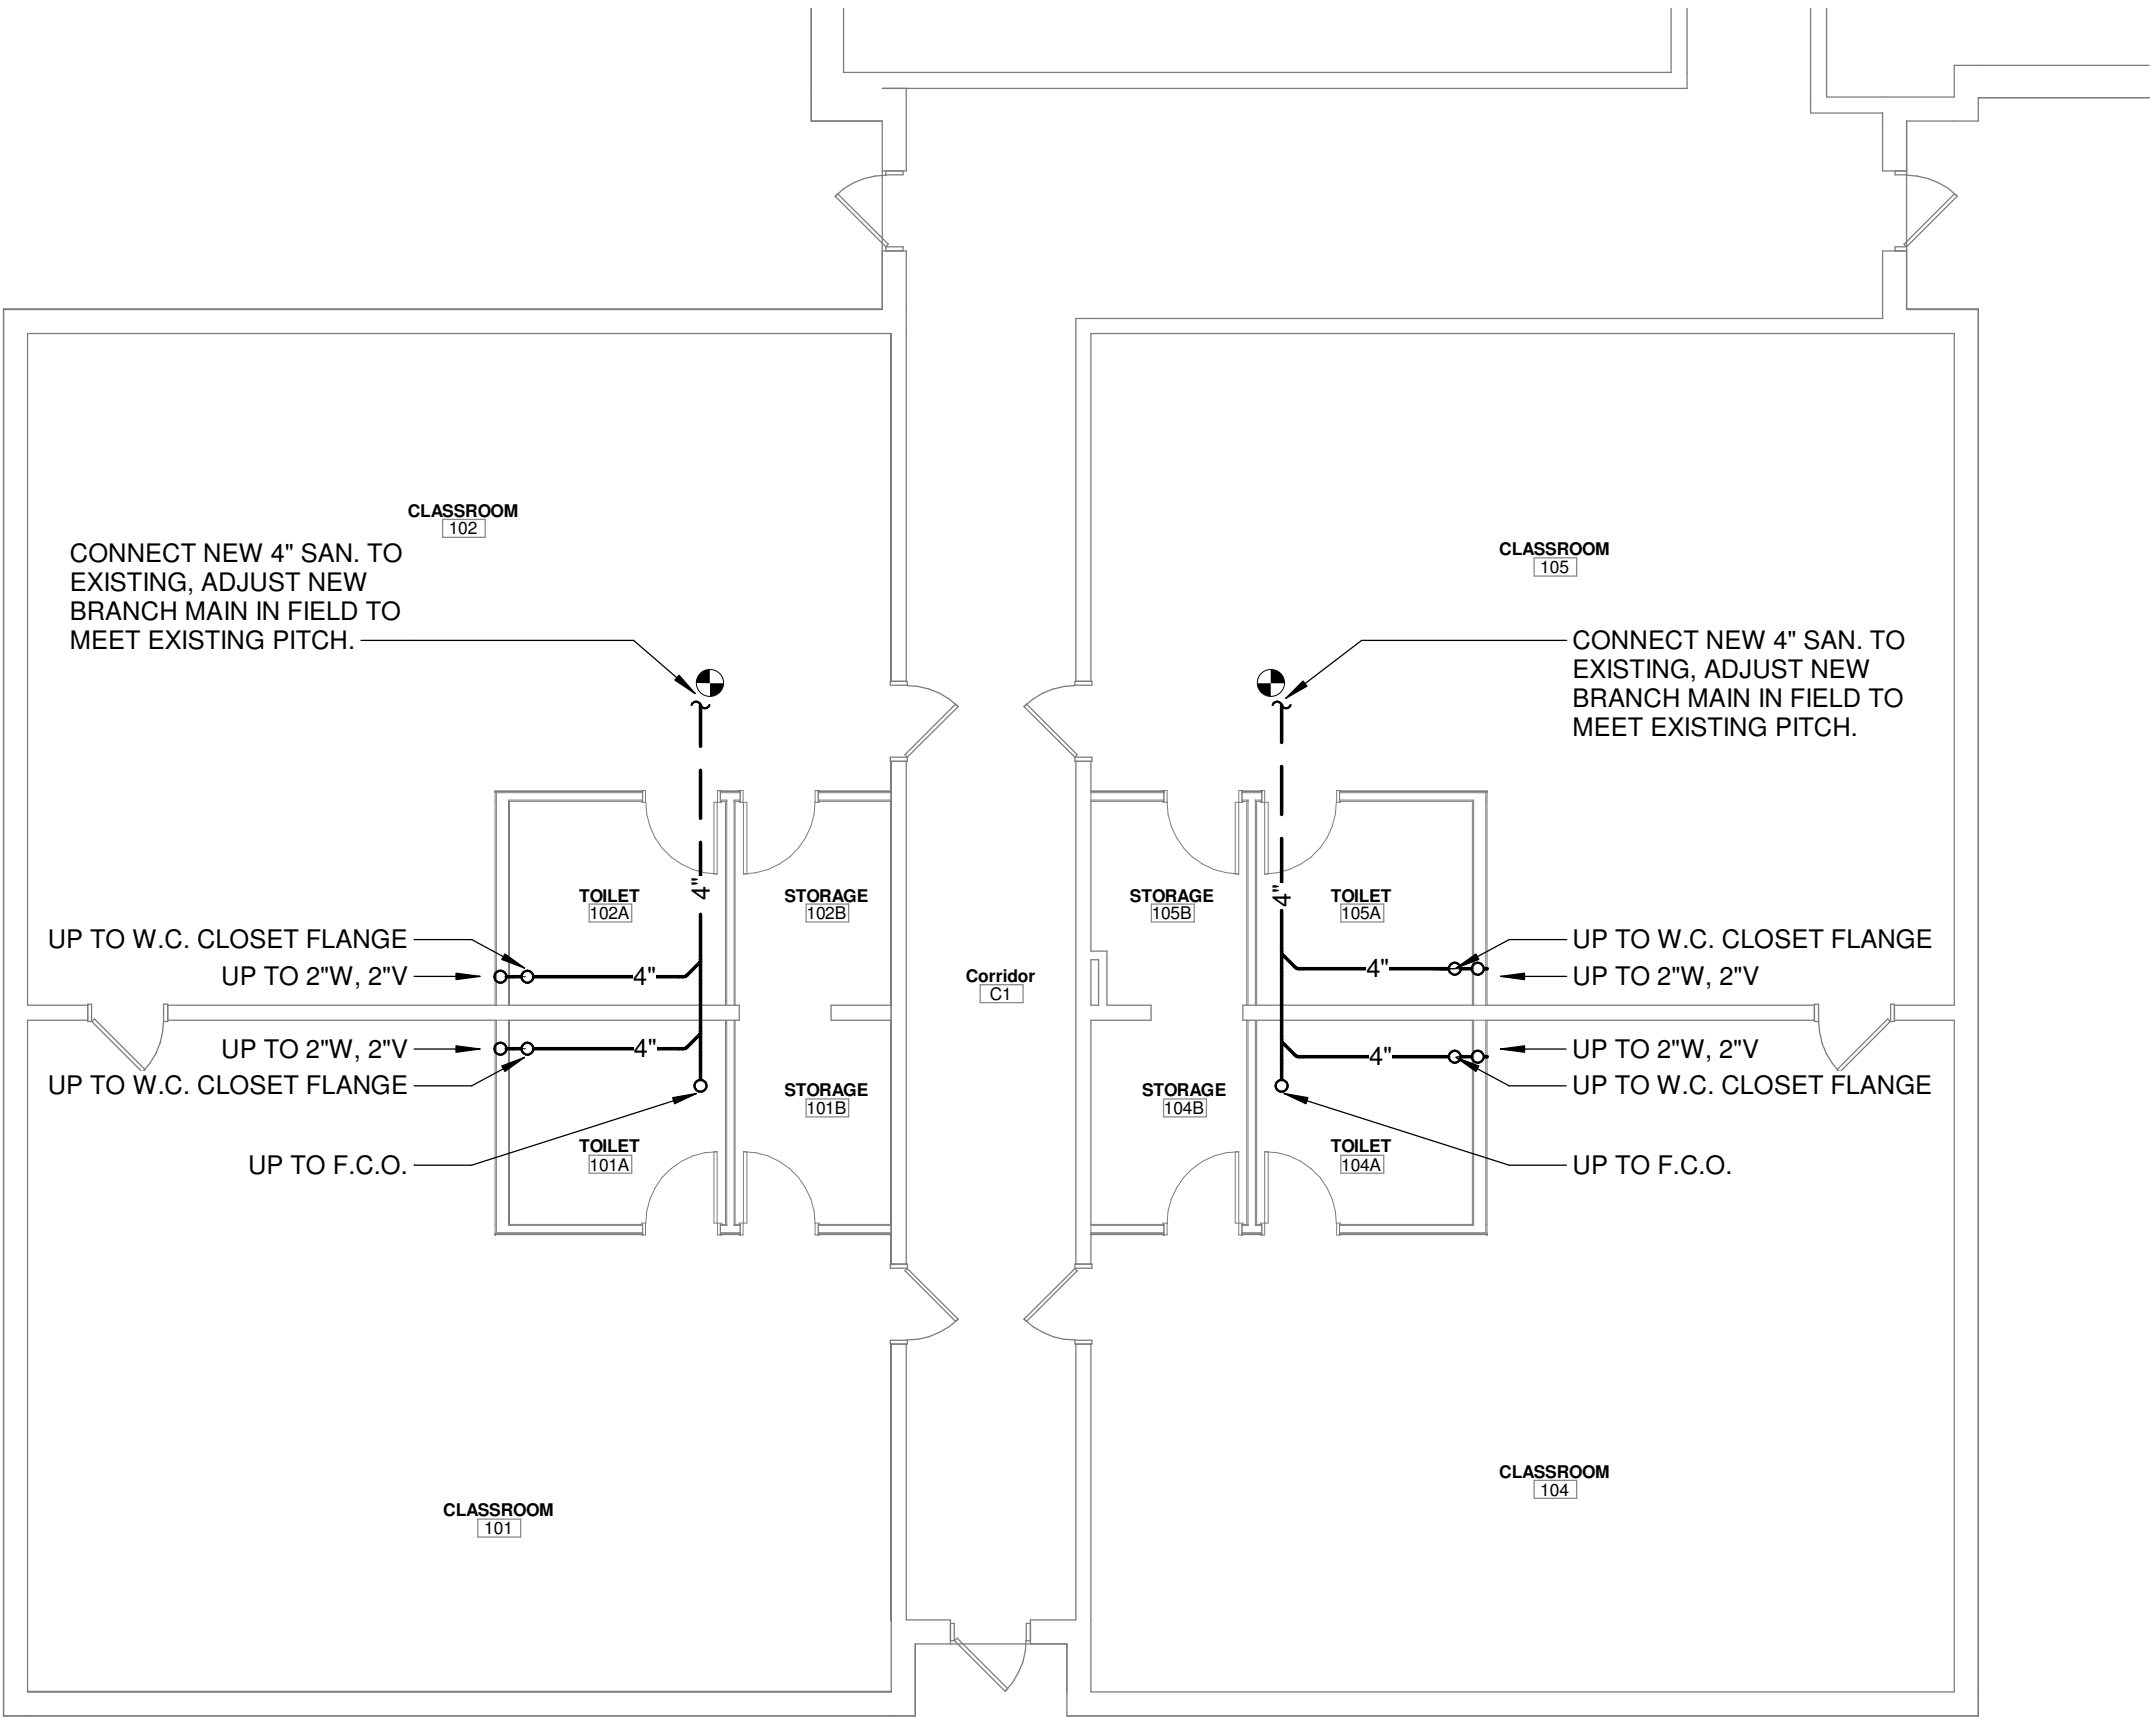 CLASSROOM
102
CONNECT NEW 4" SAN. TO
EXISTING, ADJUST NEW
BRANCH MAIN IN FIELD TO
MEET EXISTING PITCH.
CLASSROOM
105
CONNECT NEW 4" SAN. TO
EXISTING, ADJUST NEW
BRANCH MAIN IN FIELD TO
MEET EXISTING PITCH.
TOILET
102A
4"
STORAGE
102B
STORAGE
105B
4"
TOILET
105A
UP TO W.C. CLOSET FLANGE
UP TO 2"W, 2"V
4"
UP TO 2"W, 2"V
4"
UP TO W.C. CLOSET FLANGE
Corridor
C1
4"
UP TO W.C. CLOSET FLANGE
UP TO 2"W, 2"V
4"
UP TO 2"W, 2"V
UP TO W.C. CLOSET FLANGE
STORAGE
101B
STORAGE
104B
TOILET
101A
UP TO F.C.O.
TOILET
104A
UP TO F.C.O.
CLASSROOM
101
CLASSROOM
104